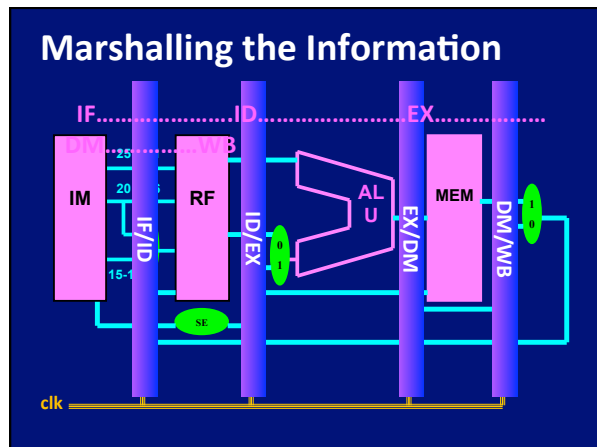 Marshalling the Information
IF.......................ID..............................EX......................
DM..................WB
25
20
6
IM
RF
AL
U
MEM
IF/ID
ID/EX
EX/DM
DM/WB
0
1
1
0
15-1
SE
clk